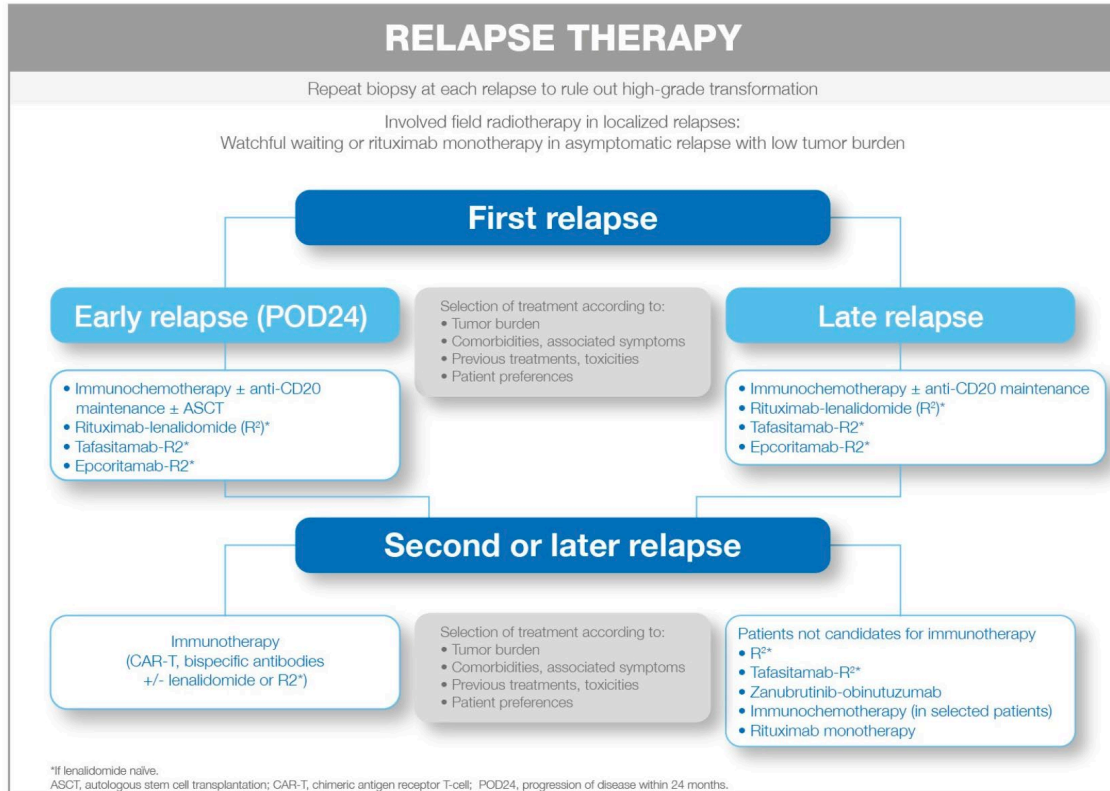 RELAPSE THERAPY
Repeat biopsy at each relapse to rule out high-grade transformation
Involved field radiotherapy in localized relapses:
Watchful waiting or rituximab monotherapy in asymptomatic relapse with low tumor burden
First relapse
Early relapse (POD24)
• Immunochemotherapy ± anti-CD20
maintenance ± ASCT
• Rituximab-lenalidomide (R²)*
• Tafasitamab-R2*
• Epcoritamab-R2*
Selection of treatment according to:
• Tumor burden
• Comorbidities, associated symptoms
• Previous treatments, toxicities
• Patient preferences
Late relapse
• Immunochemotherapy ± anti-CD20 maintenance
• Rituximab-lenalidomide (R²)*
• Tafasitamab-R2*
• Epcoritamab-R2*
Second or later relapse
Immunotherapy
(CAR-T, bispecific antibodies
+/- lenalidomide or R2*)
Selection of treatment according to:
• Tumor burden
• Comorbidities, associated symptoms
• Previous treatments, toxicities
• Patient preferences
Patients not candidates for immunotherapy
• R²*
• Tafasitamab-R²*
• Zanubrutinib-obinutuzumab
• Immunochemotherapy (in selected patients)
• Rituximab monotherapy
*If lenalidomide naïve.
ASCT, autologous stem cell transplantation; CAR-T, chimeric antigen receptor T-cell; POD24, progression of disease within 24 months.